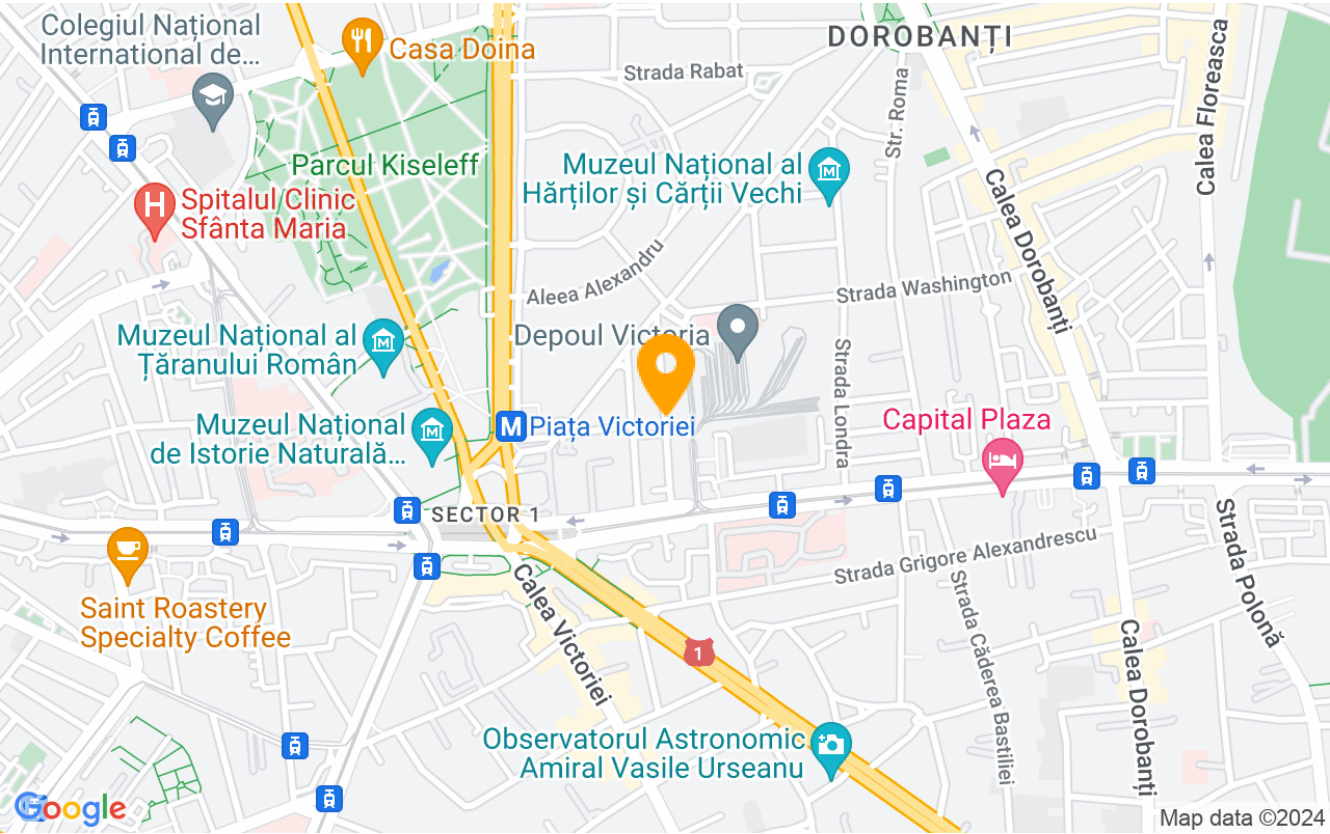 Colegiul Național
International de...
Casa Doina
DOROBANȚI
Strada Rabat
Calea Floreasca
Str. Roma
Parcul Kiseleff
Muzeul Național al
Hărților și Cărții Vechi
H
Spitalul Clinic
Sfânta Maria
Calea Dorobanți
Aleea Alexandru
Strada Washington
Muzeul Național al
Țăranului Român
Depoul Victoria
Strada Londra
Muzeul Național
de Istorie Naturală...
M
Piața Victoriei
Capital Plaza
SECTOR 1
Strada Grigore Alexandrescu
Strada Polonă
Saint Roastery
Specialty Coffee
Calea Victoriei
1
Strada Căderea Bastiliei
Calea Dorobanți
Observatorul Astronomic
Amiral Vasile Urseanu
Google
Map data ©2024